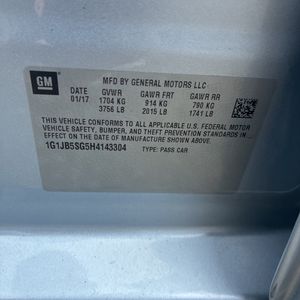 GM
MFD BY GENERAL MOTORS LLC
DATE GVWR GAWR FRT GAWR RR
01/17 1704 KG 914 KG 790 KG
3756 LB 2015 LB 1741 LB
THIS VEHICLE CONFORMS TO ALL APPLICABLE U.S. FEDERAL MOTOR
VEHICLE SAFETY, BUMPER, AND THEFT PREVENTION STANDARDS IN
EFFECT ON THE DATE OF MANUFACTURE SHOWN ABOVE.
1G1JB5SG5H4143304 TYPE: PASS CAR